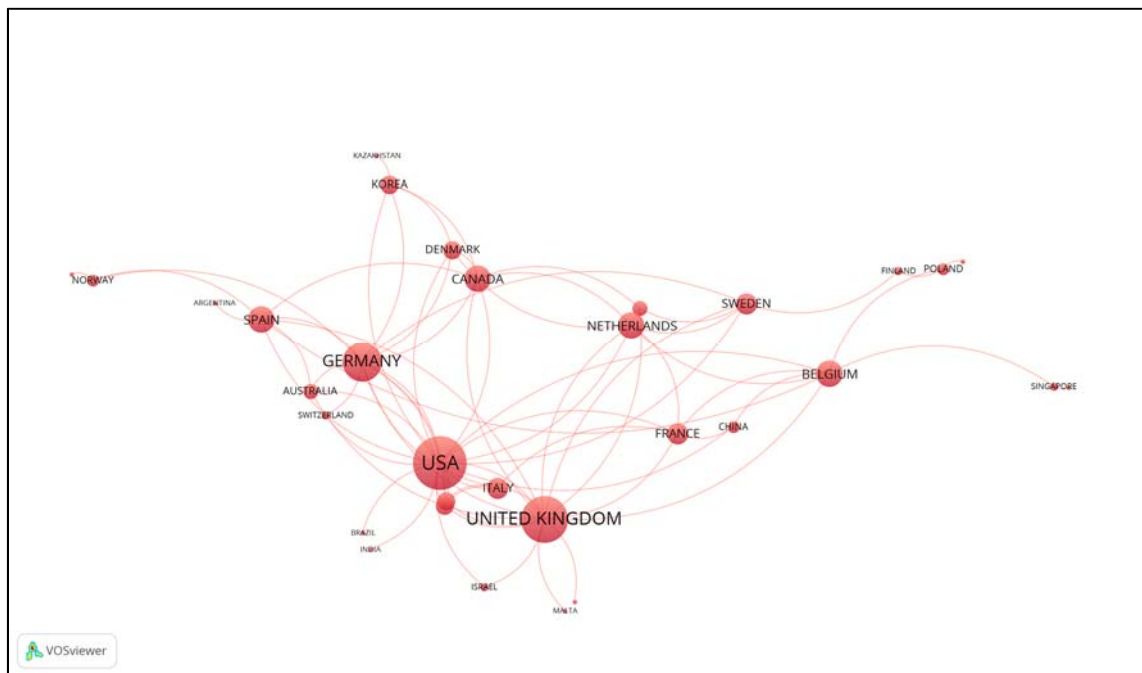 KAZAKHSTAN
KOREA
DENMARK
CANADA
NORWAY
FINLAND
POLAND
ARGENTINA
SPAIN
SWEDEN
NETHERLANDS
GERMANY
BELGIUM
SINGAPORE
AUSTRALIA
SWITZERLAND
CHINA
FRANCE
USA
ITALY
UNITED KINGDOM
BRAZIL
INDIA
ISRAEL
MALTA
VOSviewer